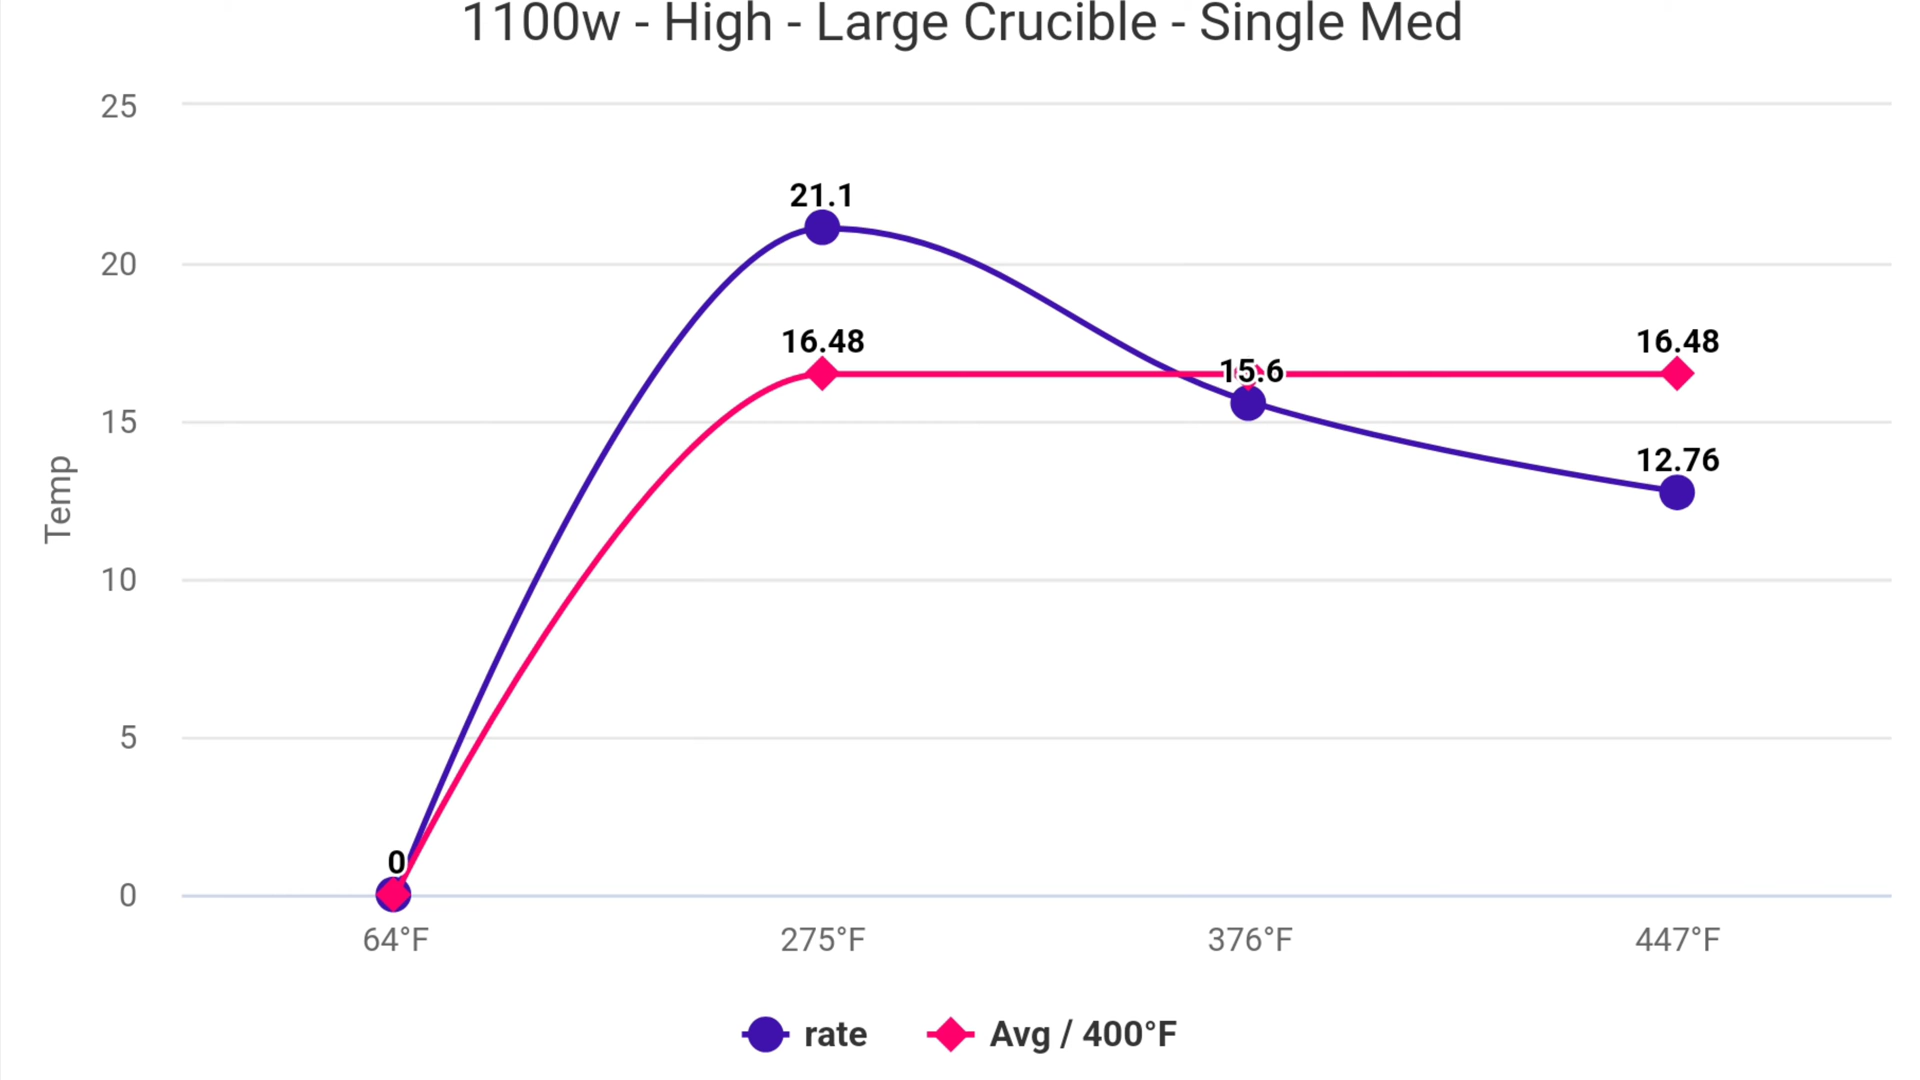 1100w - High - Large Crucible - Single Med
25
21.1
20
16.48
16.48
15.6
15
12.76
Temp
10
5
0
0
64°F
275°F
376°F
447°F
rate
Avg / 400°F